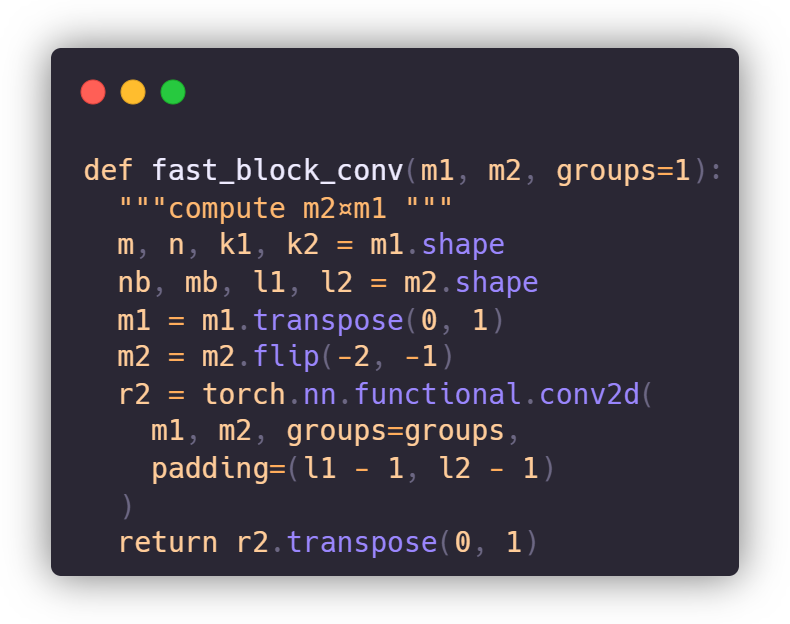 def fast_block_conv(m1, m2, groups=1):
  """compute m2¤m1 """
  m, n, k1, k2 = m1.shape
  nb, mb, l1, l2 = m2.shape
  m1 = m1.transpose(0, 1)
  m2 = m2.flip(-2, -1)
  r2 = torch.nn.functional.conv2d(
    m1, m2, groups=groups,
    padding=(l1 - 1, l2 - 1)
  )
  return r2.transpose(0, 1)